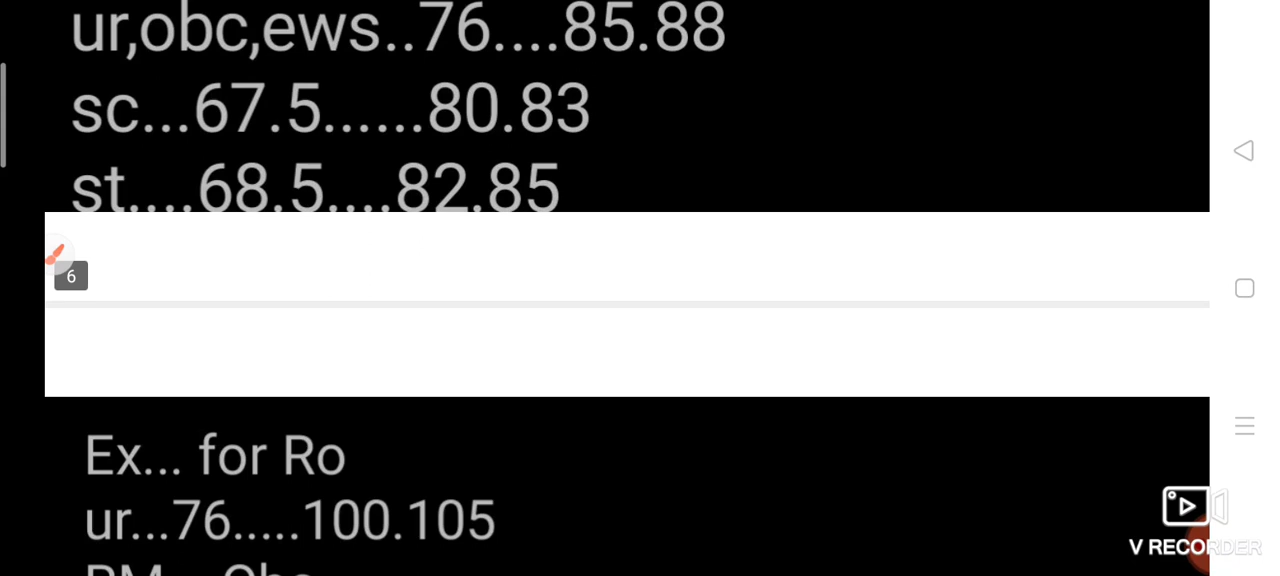 ur,obc,ews..76....85.88
sc...67.5......80.83
st....68.5....82.85
6
Ex... for Ro
ur...76.....100.105
V RECORDER